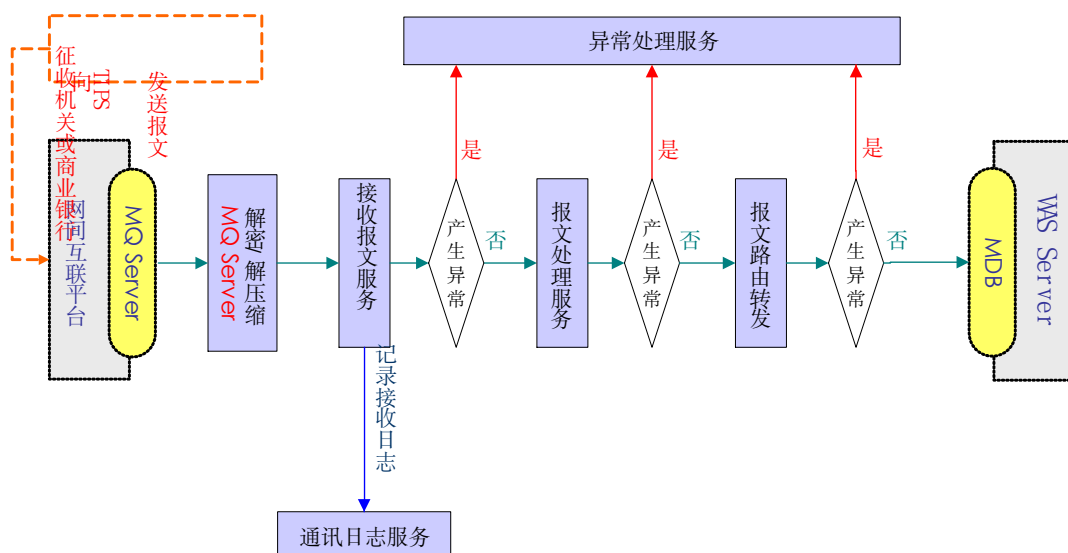 异常处理服务
征收机关或商业银行
向TIPS
发送报文
网间互联平台
MQ Server
解密/解压缩
MQ Server
接收报文服务
产生异常
是
否
报文处理服务
产生异常
是
否
报文路由转发
产生异常
是
否
MDB
WAS Server
记录接收日志
通讯日志服务